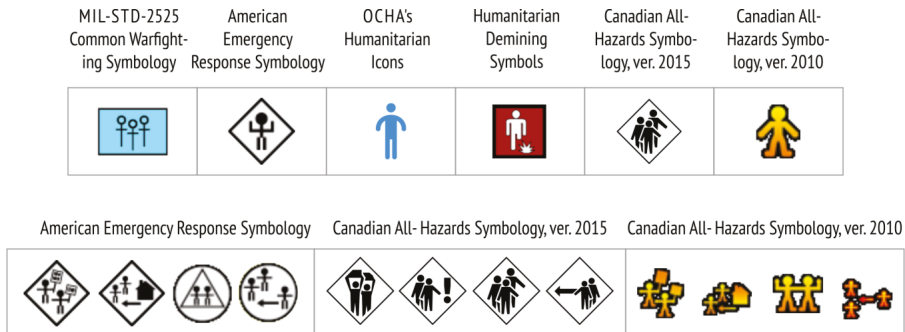 MIL-STD-2525
Common Warfight-
ing Symbology
American
Emergency
Response Symbology
OCHA's
Humanitarian
Icons
Humanitarian
Demining
Symbols
Canadian All-
Hazards Symbo-
logy, ver. 2015
Canadian All-
Hazards Symbo-
logy, ver. 2010
American Emergency Response Symbology
Canadian All- Hazards Symbology, ver. 2015
Canadian All- Hazards Symbology, ver. 2010